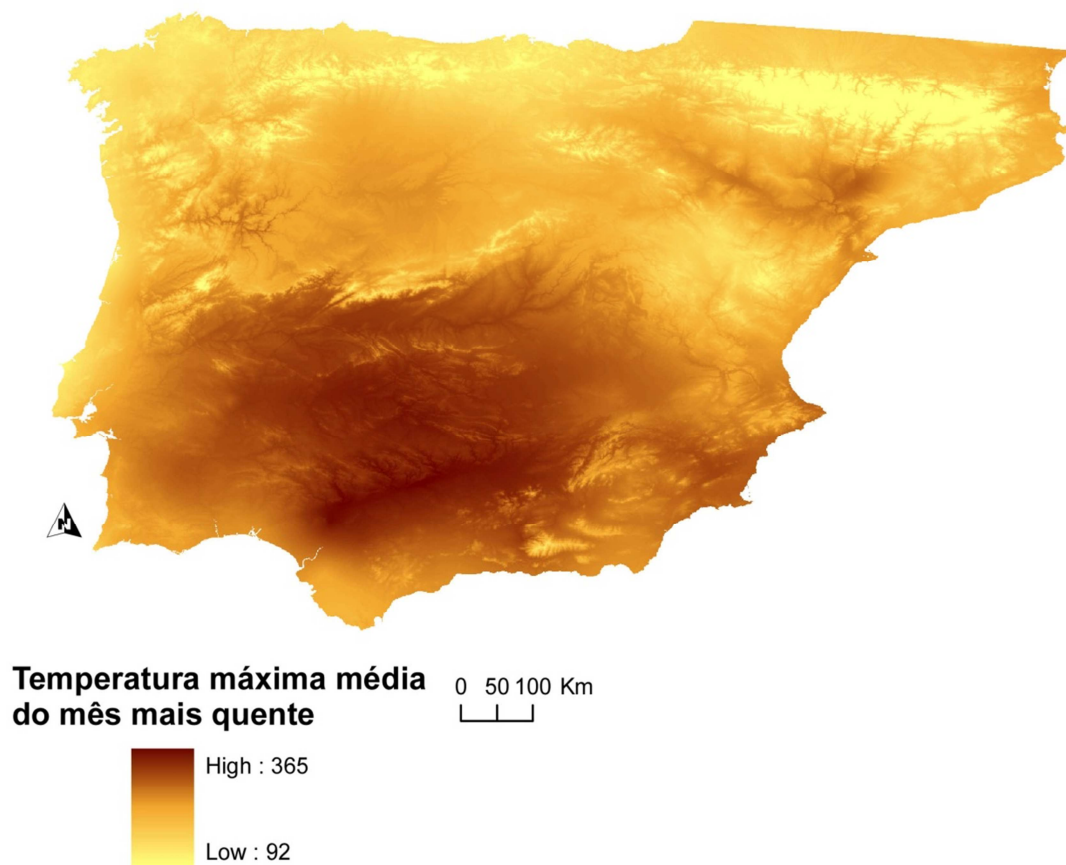 N
Temperatura máxima média
do mês mais quente
0 50 100 Km
High : 365
Low : 92